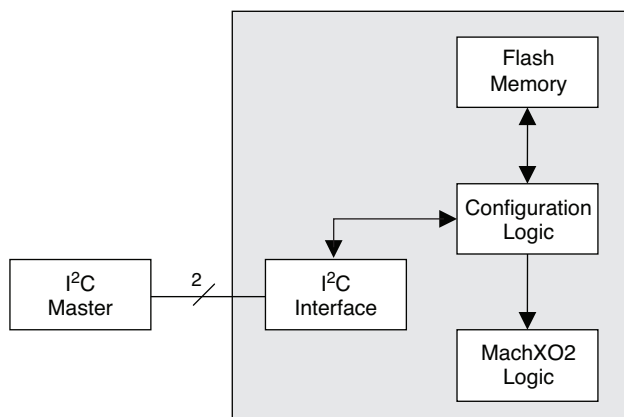 Flash
Memory
Configuration
Logic
2
I²C
Master
I²C
Interface
MachXO2
Logic